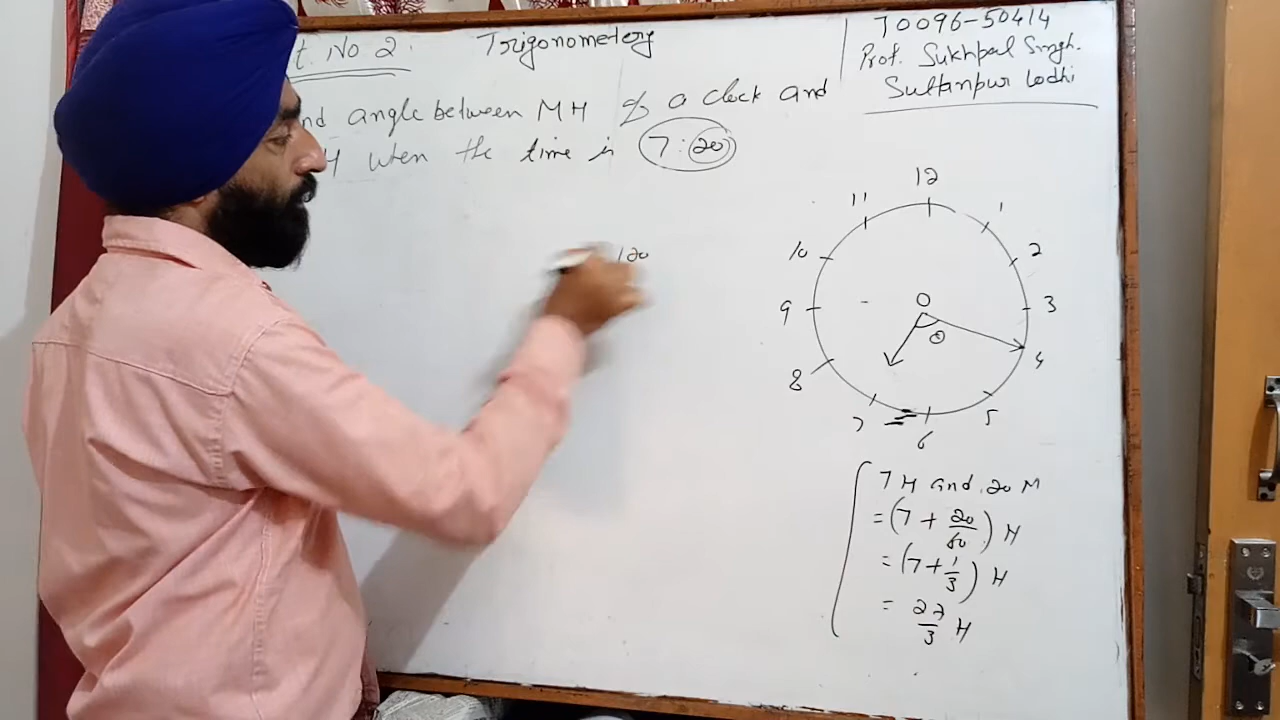 t. No 2.
Trigonometery
70096-50414
Prof. Sukhpal Singh.
Sultanpur Lodhi
nd angle between MH of a clock and
H when the time is 7:20
120
12
11
1
10
2
9
O
3
θ
8
4
7
5
6
7 H and 20 M
= (7 + 20/60) H
= (7 + 1/3) H
= 22/3 H